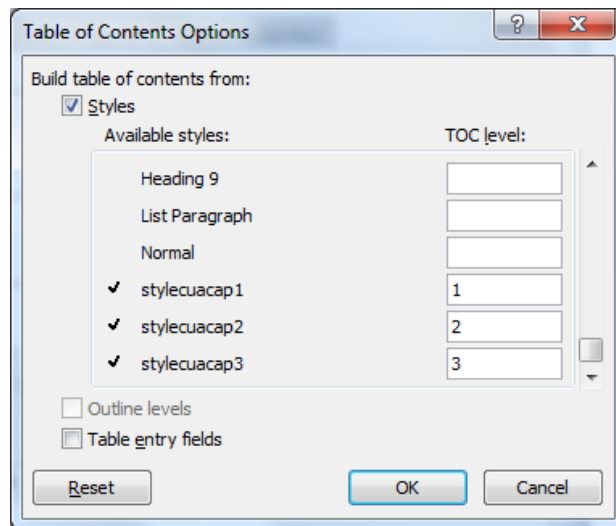 Table of Contents Options
Build table of contents from:
Styles
Available styles: TOC level:
Heading 9
List Paragraph
Normal
stylecuacap1 1
stylecuacap2 2
stylecuacap3 3
Outline levels
Table entry fields
Reset OK Cancel